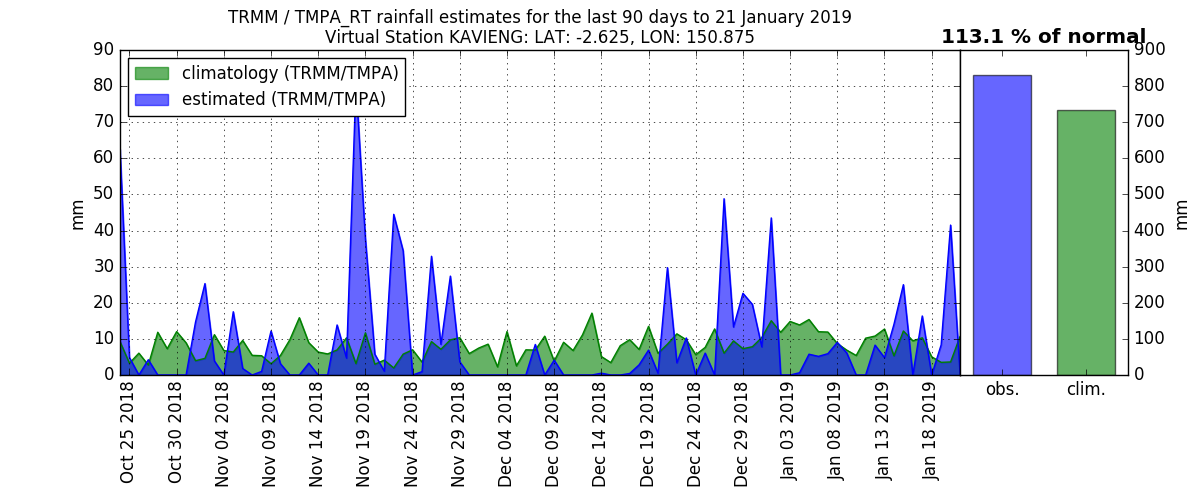 TRMM / TMPA_RT rainfall estimates for the last 90 days to 21 January 2019
Virtual Station KAVIENG: LAT: -2.625, LON: 150.875
113.1 % of normal
climatology (TRMM/TMPA)
estimated (TRMM/TMPA)
90
80
70
60
50
40
30
20
10
0
mm
Oct 25 2018
Oct 30 2018
Nov 04 2018
Nov 09 2018
Nov 14 2018
Nov 19 2018
Nov 24 2018
Nov 29 2018
Dec 04 2018
Dec 09 2018
Dec 14 2018
Dec 19 2018
Dec 24 2018
Dec 29 2018
Jan 03 2019
Jan 08 2019
Jan 13 2019
Jan 18 2019
obs.
clim.
900
800
700
600
500
400
300
200
100
0
mm